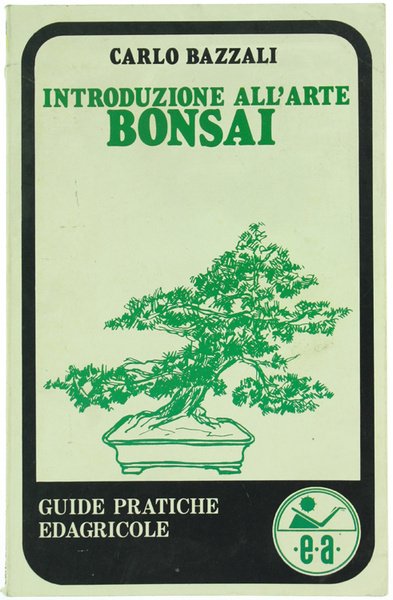 CARLO BAZZALI
INTRODUZIONE ALL'ARTE
BONSAI
GUIDE PRATICHE
EDAGRICOLE
·e·a·